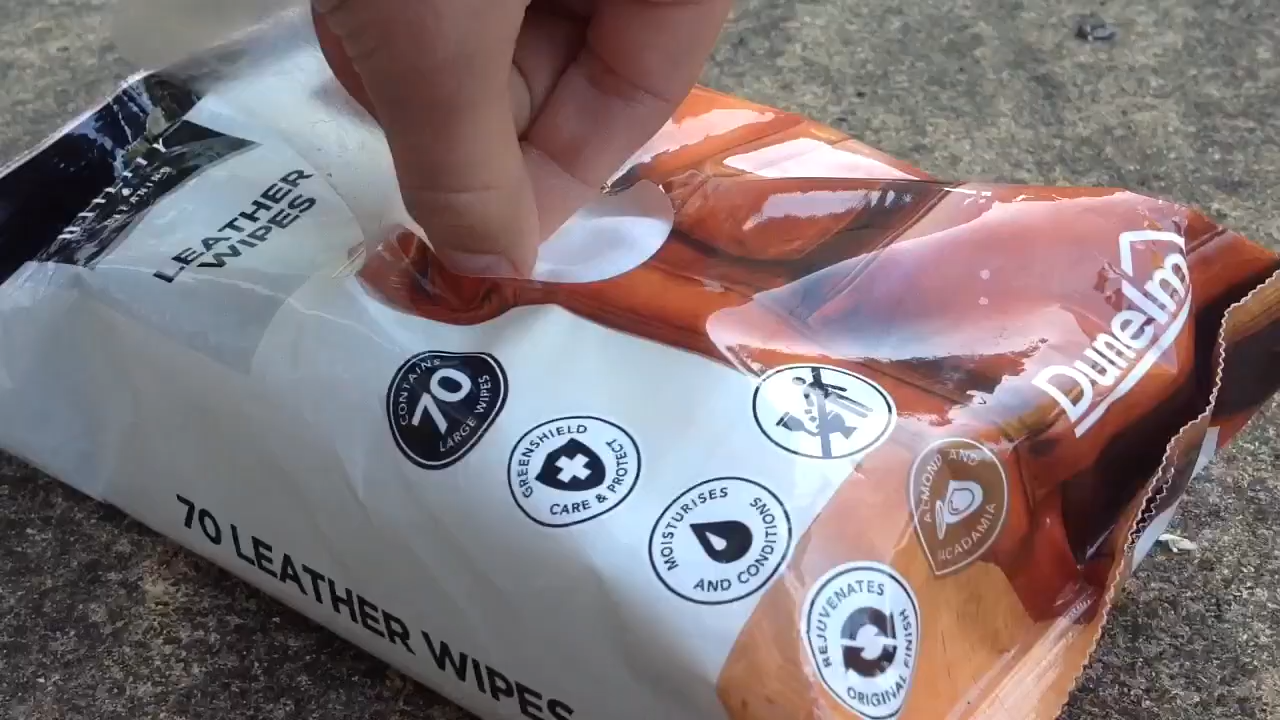 LEATHER
WIPES
CONTAINS
70
LARGE WIPES
GREENSHIELD
CARE & PROTECT
MOISTURISES
AND CONDITIONS
ALMOND AND
MACADAMIA
REJUVENATES
ORIGINAL FINISH
Dunelm
70 LEATHER WIPES